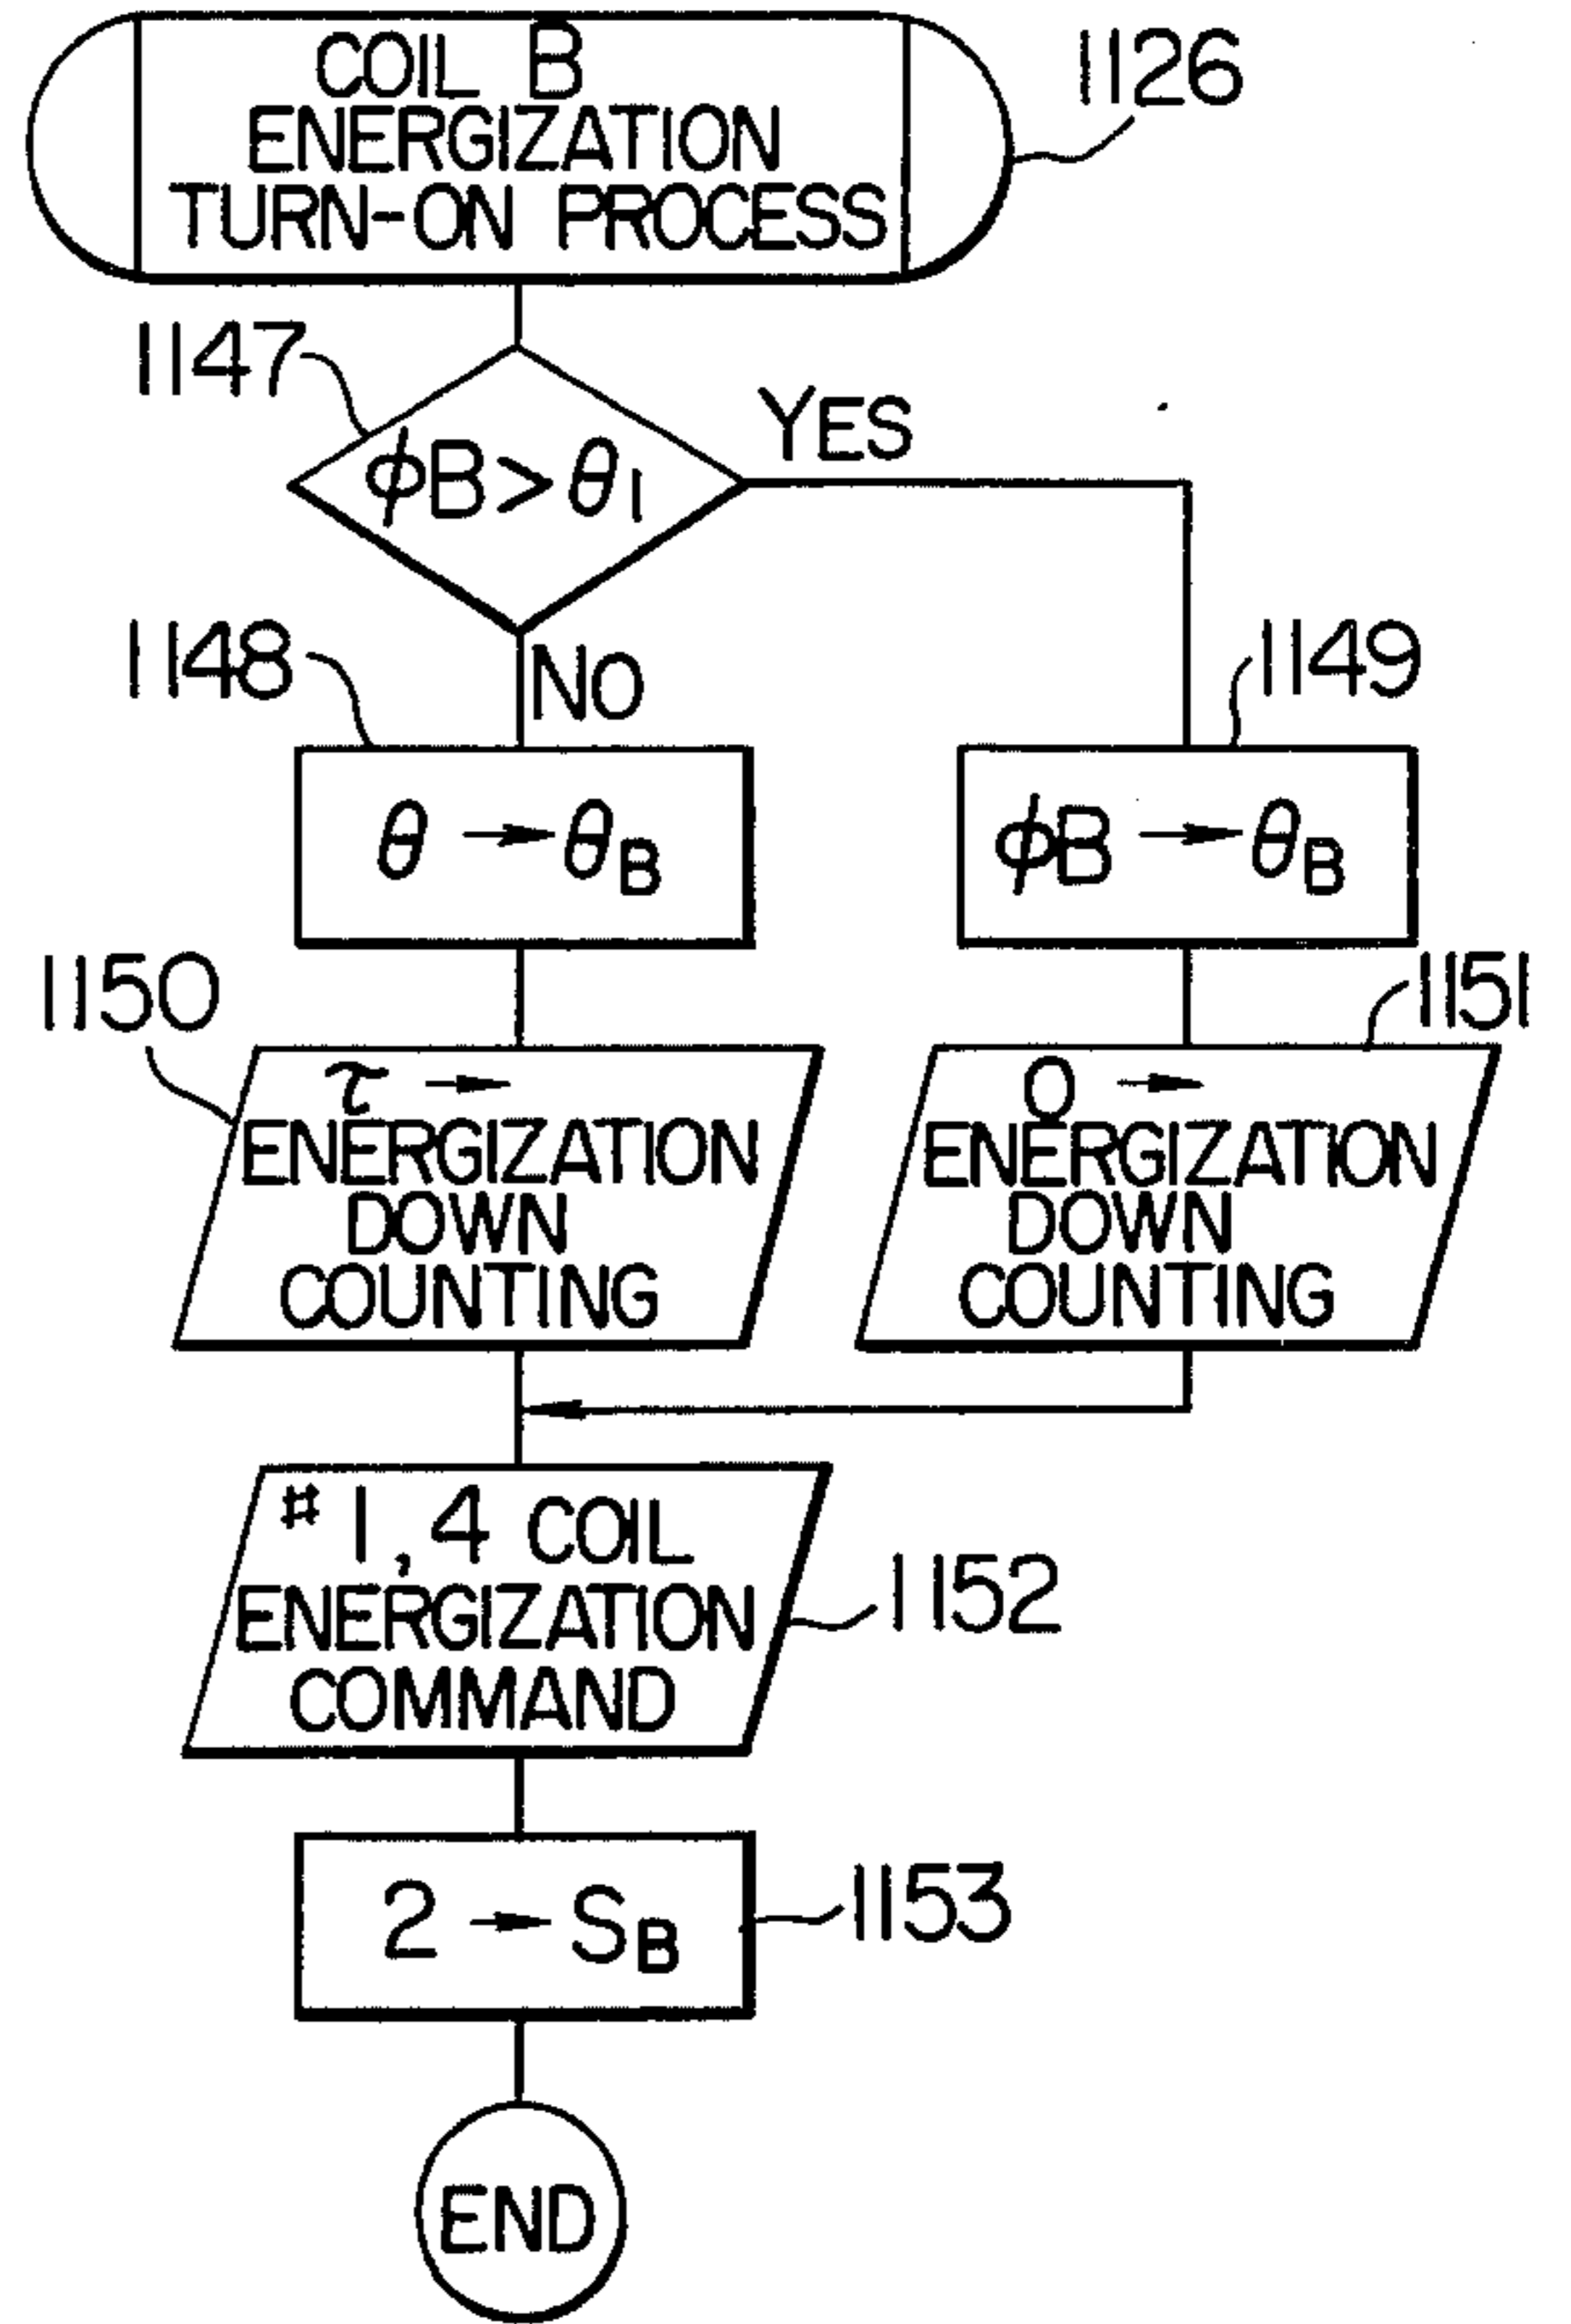 COIL B
ENERGIZATION
TURN-ON PROCESS
1126
1147
ϕB > θ1
YES
NO
1148
θ → θB
1149
ϕB → θB
1150
τ →
ENERGIZATION
DOWN
COUNTING
1151
0 →
ENERGIZATION
DOWN
COUNTING
#1,4 COIL
ENERGIZATION
COMMAND
1152
2 → SB
1153
END